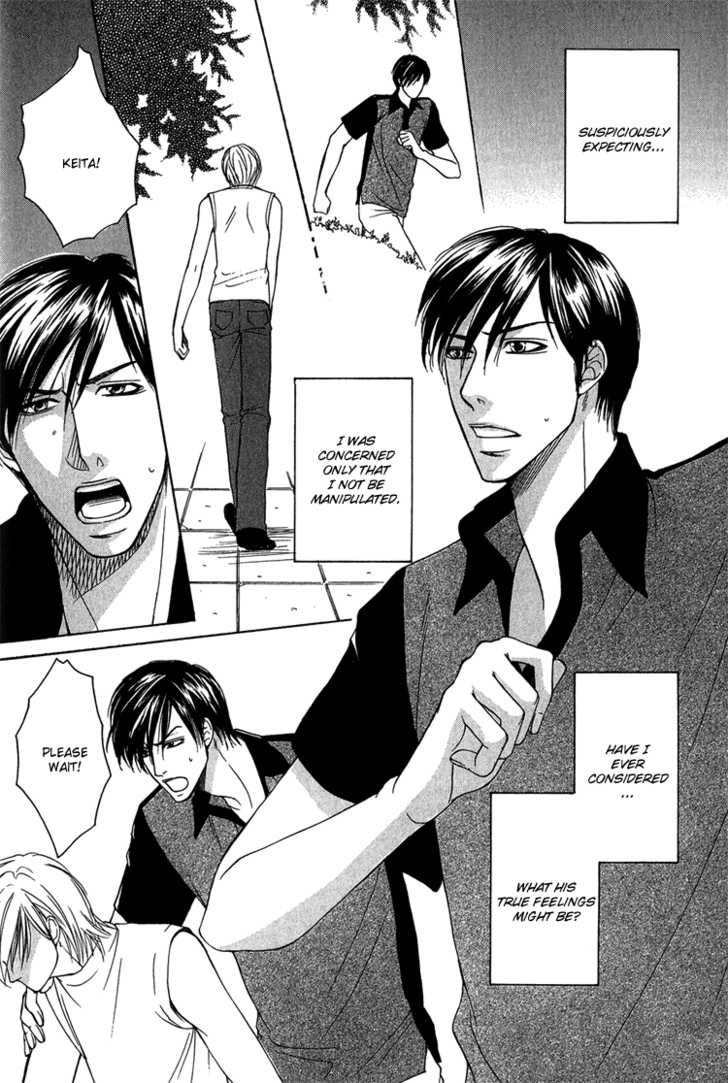 SUSPICIOUSLY
EXPECTING...
I WAS
CONCERNED
ONLY THAT
I NOT BE
MANIPULATED.
KEITA!
HAVE I
EVER
CONSIDERED
...
WHAT HIS
TRUE FEELINGS
MIGHT BE?
PLEASE
WAIT!